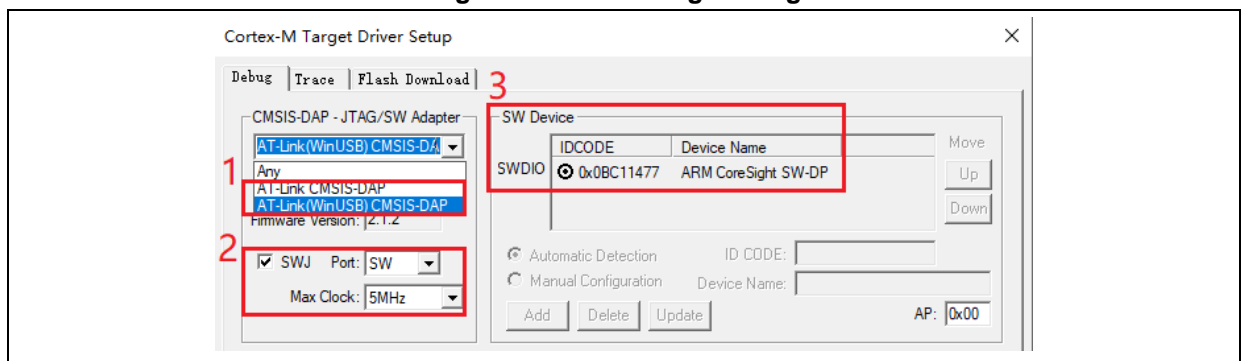 Cortex-M Target Driver Setup
Debug Trace Flash Download
3
CMSIS-DAP - JTAG/SW Adapter
AT-Link(WinUSB) CMSIS-DA
1
Any
AT-Link CMSIS-DAP
AT-Link(WinUSB) CMSIS-DAP
Firmware Version: 2.1.2
2
SWJ Port: SW
Max Clock: 5MHz
SW Device
IDCODE Device Name
SWDIO 0x0BC11477 ARM CoreSight SW-DP
Move
Up
Down
Automatic Detection ID CODE:
Manual Configuration Device Name:
Add Delete Update AP: 0x00